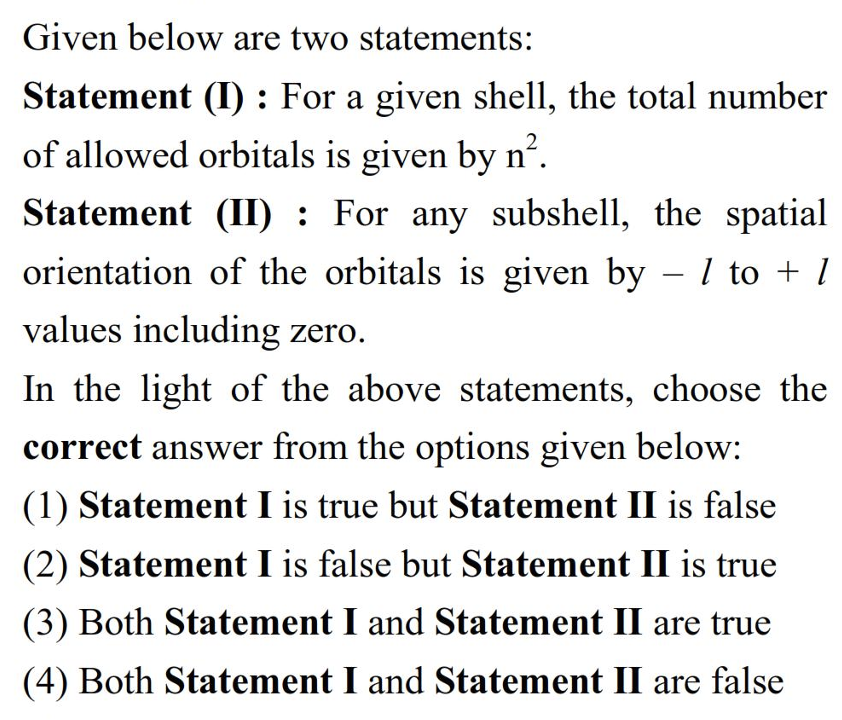 Given below are two statements:
Statement (I) : For a given shell, the total number
of allowed orbitals is given by n².
Statement (II) : For any subshell, the spatial
orientation of the orbitals is given by – l to + l
values including zero.
In the light of the above statements, choose the
correct answer from the options given below:
(1) Statement I is true but Statement II is false
(2) Statement I is false but Statement II is true
(3) Both Statement I and Statement II are true
(4) Both Statement I and Statement II are false